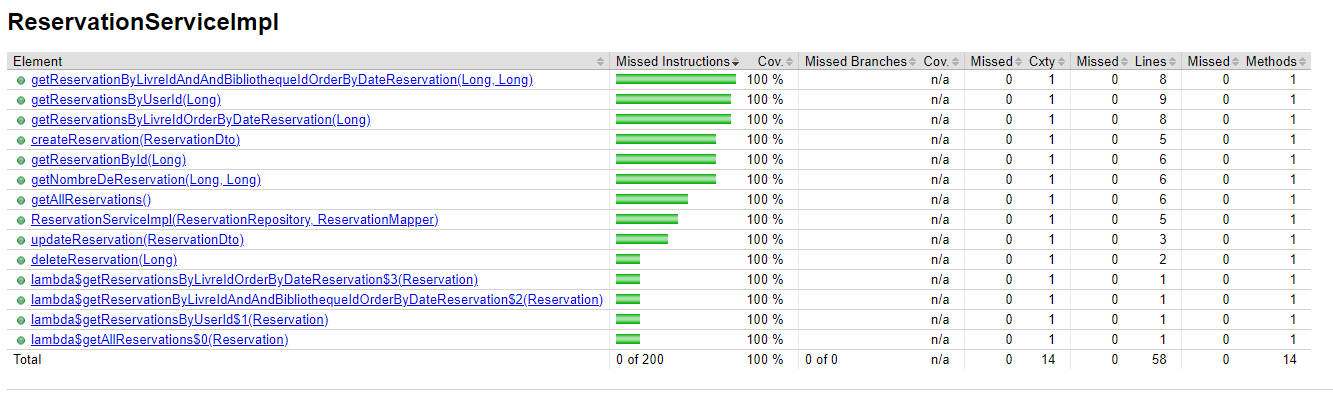 ReservationServiceImpl
Element Missed Instructions Cov. Missed Branches Cov. Missed Cxty Missed Lines Missed Methods
getReservationByLivreIdAndAndBibliothequeIdOrderByDateReservation(Long, Long) 100 % n/a 0 1 0 8 0 1
getReservationsByUserId(Long) 100 % n/a 0 1 0 9 0 1
getReservationsByLivreIdOrderByDateReservation(Long) 100 % n/a 0 1 0 8 0 1
createReservation(ReservationDto) 100 % n/a 0 1 0 5 0 1
getReservationById(Long) 100 % n/a 0 1 0 6 0 1
getNombreDeReservation(Long, Long) 100 % n/a 0 1 0 6 0 1
getAllReservations() 100 % n/a 0 1 0 6 0 1
ReservationServiceImpl(ReservationRepository, ReservationMapper) 100 % n/a 0 1 0 5 0 1
updateReservation(ReservationDto) 100 % n/a 0 1 0 3 0 1
deleteReservation(Long) 100 % n/a 0 1 0 2 0 1
lambda$getReservationsByLivreIdOrderByDateReservation$3(Reservation) 100 % n/a 0 1 0 1 0 1
lambda$getReservationByLivreIdAndAndBibliothequeIdOrderByDateReservation$2(Reservation) 100 % n/a 0 1 0 1 0 1
lambda$getReservationsByUserId$1(Reservation) 100 % n/a 0 1 0 1 0 1
lambda$getAllReservations$0(Reservation) 100 % n/a 0 1 0 1 0 1
Total 0 of 200 100 % 0 of 0 n/a 0 14 0 58 0 14